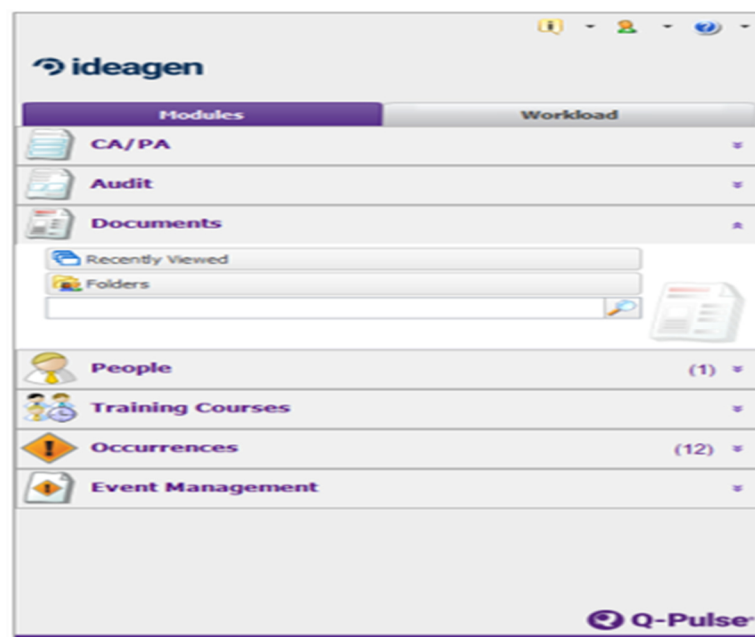 ideagen
Modules Workload
CA/PA
Audit
Documents
Recently Viewed
Folders
People (1)
Training Courses
Occurrences (12)
Event Management
Q-Pulse